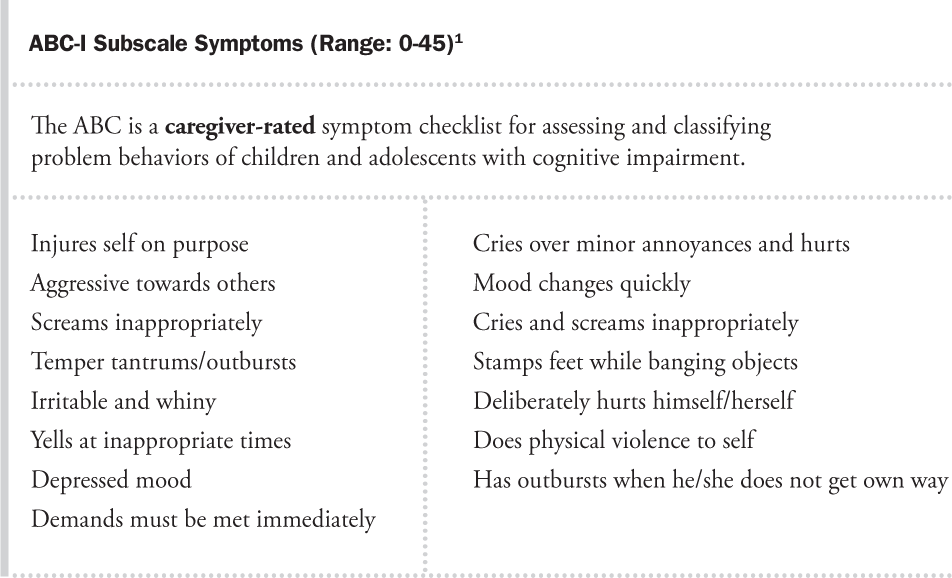 ABC-I Subscale Symptoms (Range: 0-45)¹
The ABC is a caregiver-rated symptom checklist for assessing and classifying
problem behaviors of children and adolescents with cognitive impairment.
Injures self on purpose
Aggressive towards others
Screams inappropriately
Temper tantrums/outbursts
Irritable and whiny
Yells at inappropriate times
Depressed mood
Demands must be met immediately
Cries over minor annoyances and hurts
Mood changes quickly
Cries and screams inappropriately
Stamps feet while banging objects
Deliberately hurts himself/herself
Does physical violence to self
Has outbursts when he/she does not get own way